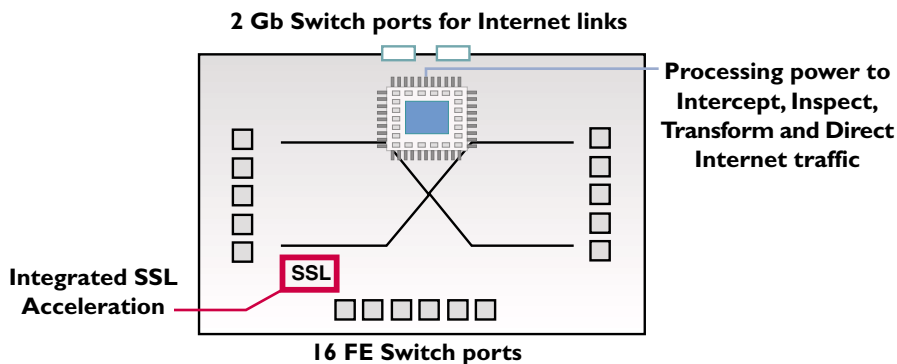 2 Gb Switch ports for Internet links
Processing power to
Intercept, Inspect,
Transform and Direct
Internet traffic
Integrated SSL
Acceleration
SSL
16 FE Switch ports